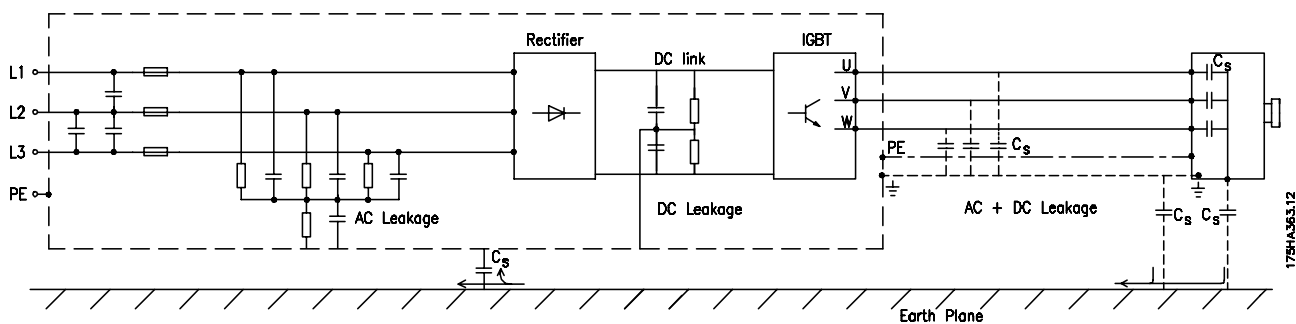 Rectifier
IGBT
DC link
L1
U
Cs
L2
V
W
L3
PE
Cs
PE
AC Leakage
DC Leakage
AC + DC Leakage
Cs
Cs
Cs
Earth Plane
175HA363.12